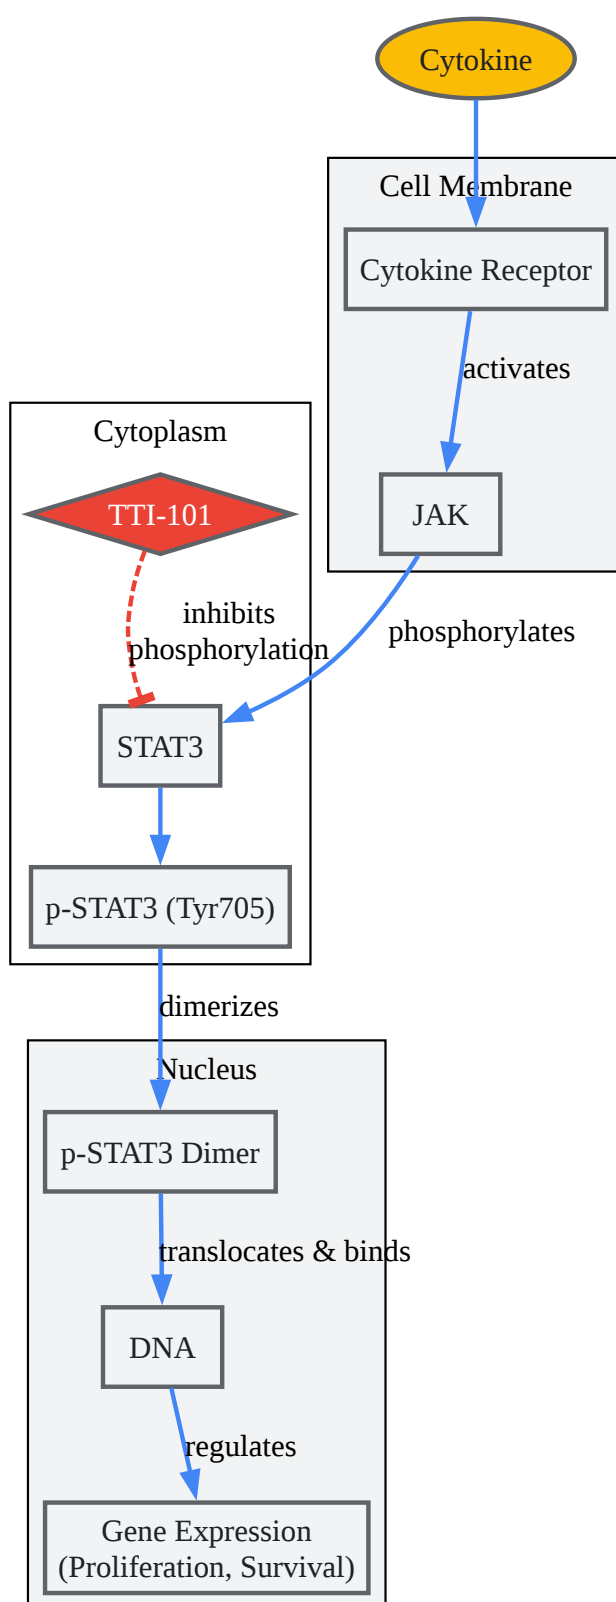 Cytokine
Cell Membrane
Cytokine Receptor
activates
Cytoplasm
TTI-101
JAK
inhibits
phosphorylation
phosphorylates
STAT3
p-STAT3 (Tyr705)
dimerizes
Nucleus
p-STAT3 Dimer
translocates & binds
DNA
regulates
Gene Expression
(Proliferation, Survival)